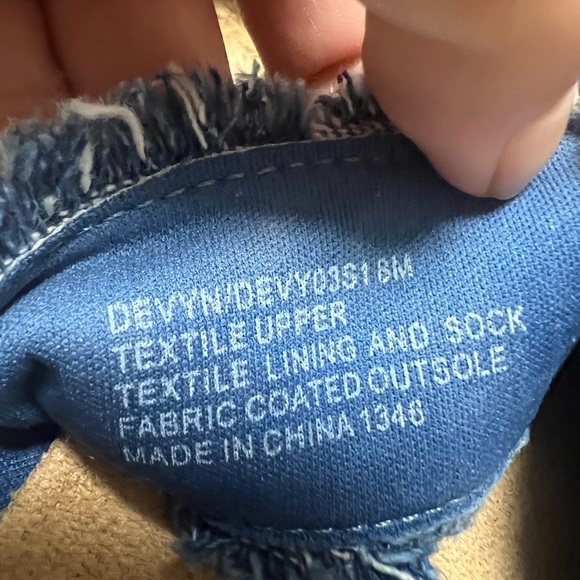 DEVYN/DEVY03S1 6M
TEXTILE UPPER
TEXTILE LINING AND SOCK
FABRIC COATED OUTSOLE
MADE IN CHINA 1346